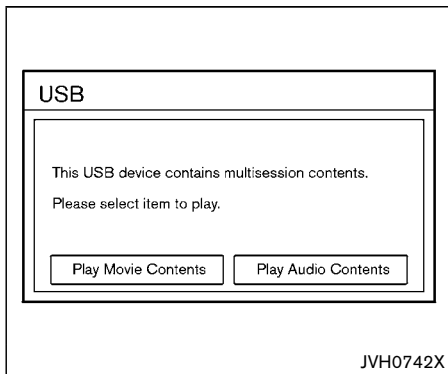 USB
This USB device contains multisession contents.
Please select item to play.
Play Movie Contents
Play Audio Contents
JVH0742X